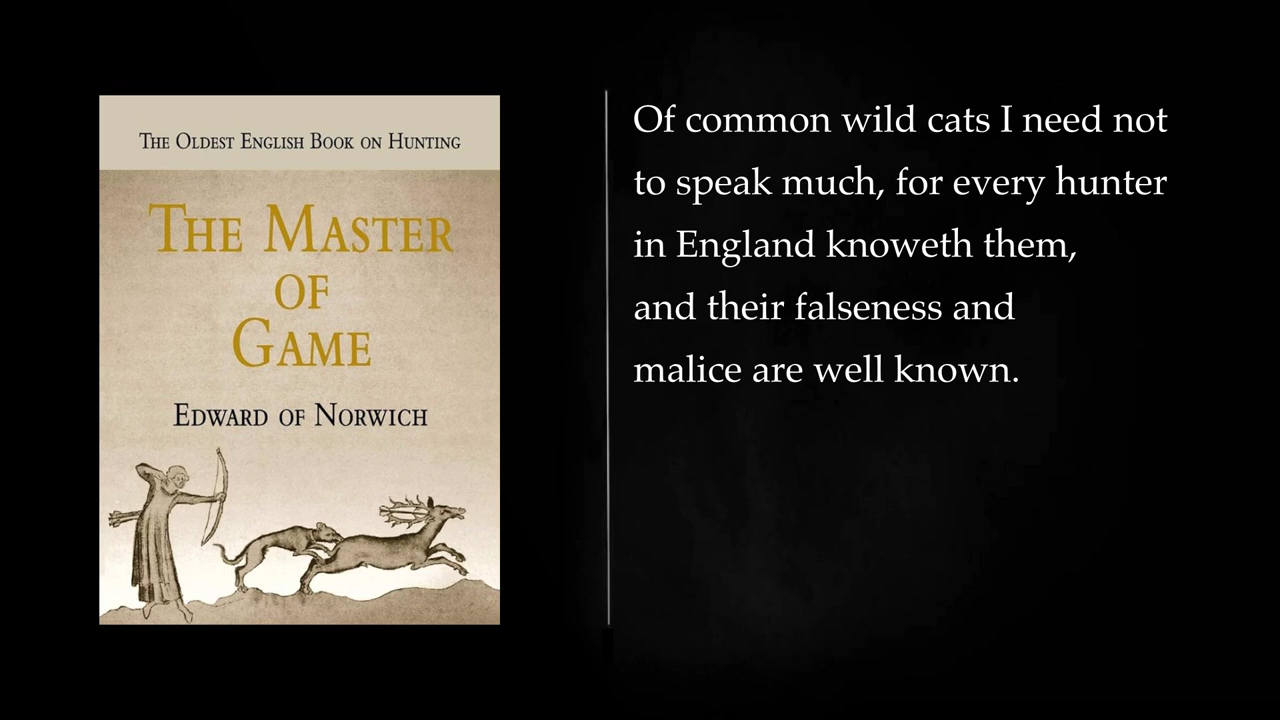 The Oldest English Book on Hunting
The Master
of
Game
Edward of Norwich
Of common wild cats I need not
to speak much, for every hunter
in England knoweth them,
and their falseness and
malice are well known.